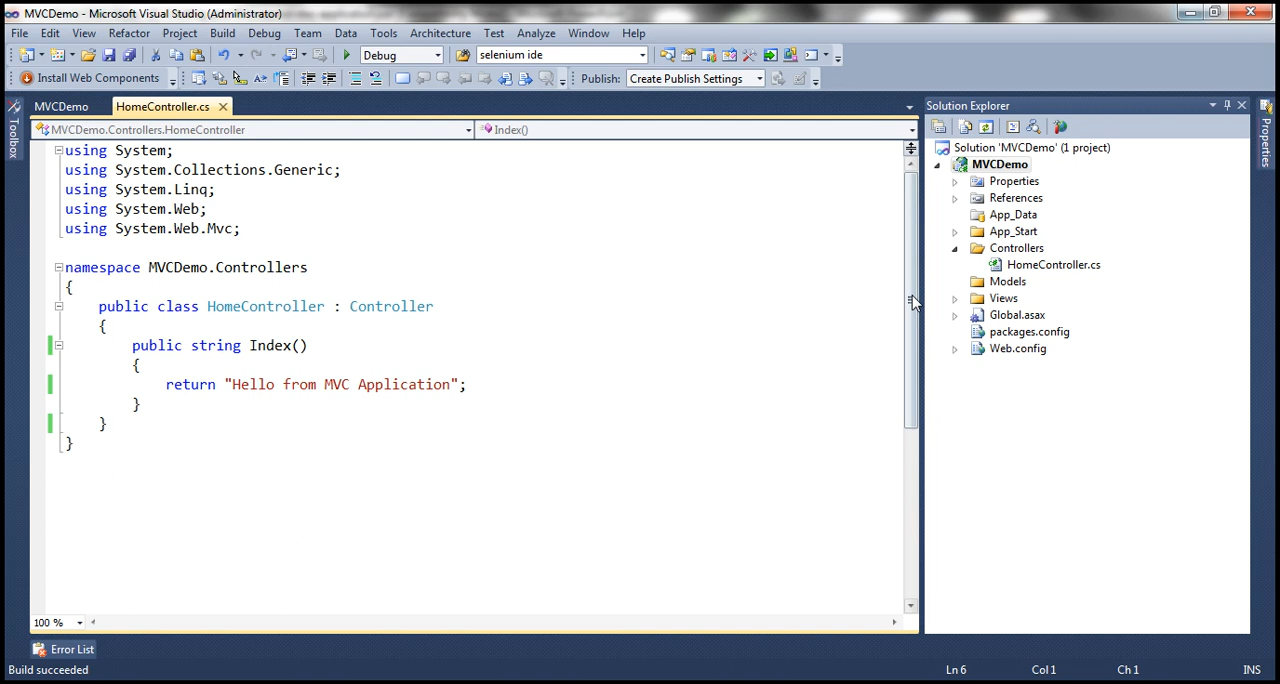 MVCDemo - Microsoft Visual Studio (Administrator)
File Edit View Refactor Project Build Debug Team Data Tools Architecture Test Analyze Window Help
Debug selenium ide
Install Web Components Publish: Create Publish Settings
MVCDemo HomeController.cs
MVCDemo.Controllers.HomeController Index()
using System;
using System.Collections.Generic;
using System.Linq;
using System.Web;
using System.Web.Mvc;
namespace MVCDemo.Controllers
{
public class HomeController : Controller
{
public string Index()
{
return "Hello from MVC Application";
}
}
}
100 %
Toolbox
Solution Explorer
Solution 'MVCDemo' (1 project)
MVCDemo
Properties
References
App_Data
App_Start
Controllers
HomeController.cs
Models
Views
Global.asax
packages.config
Web.config
Properties
Error List
Build succeeded Ln 6 Col 1 Ch 1 INS